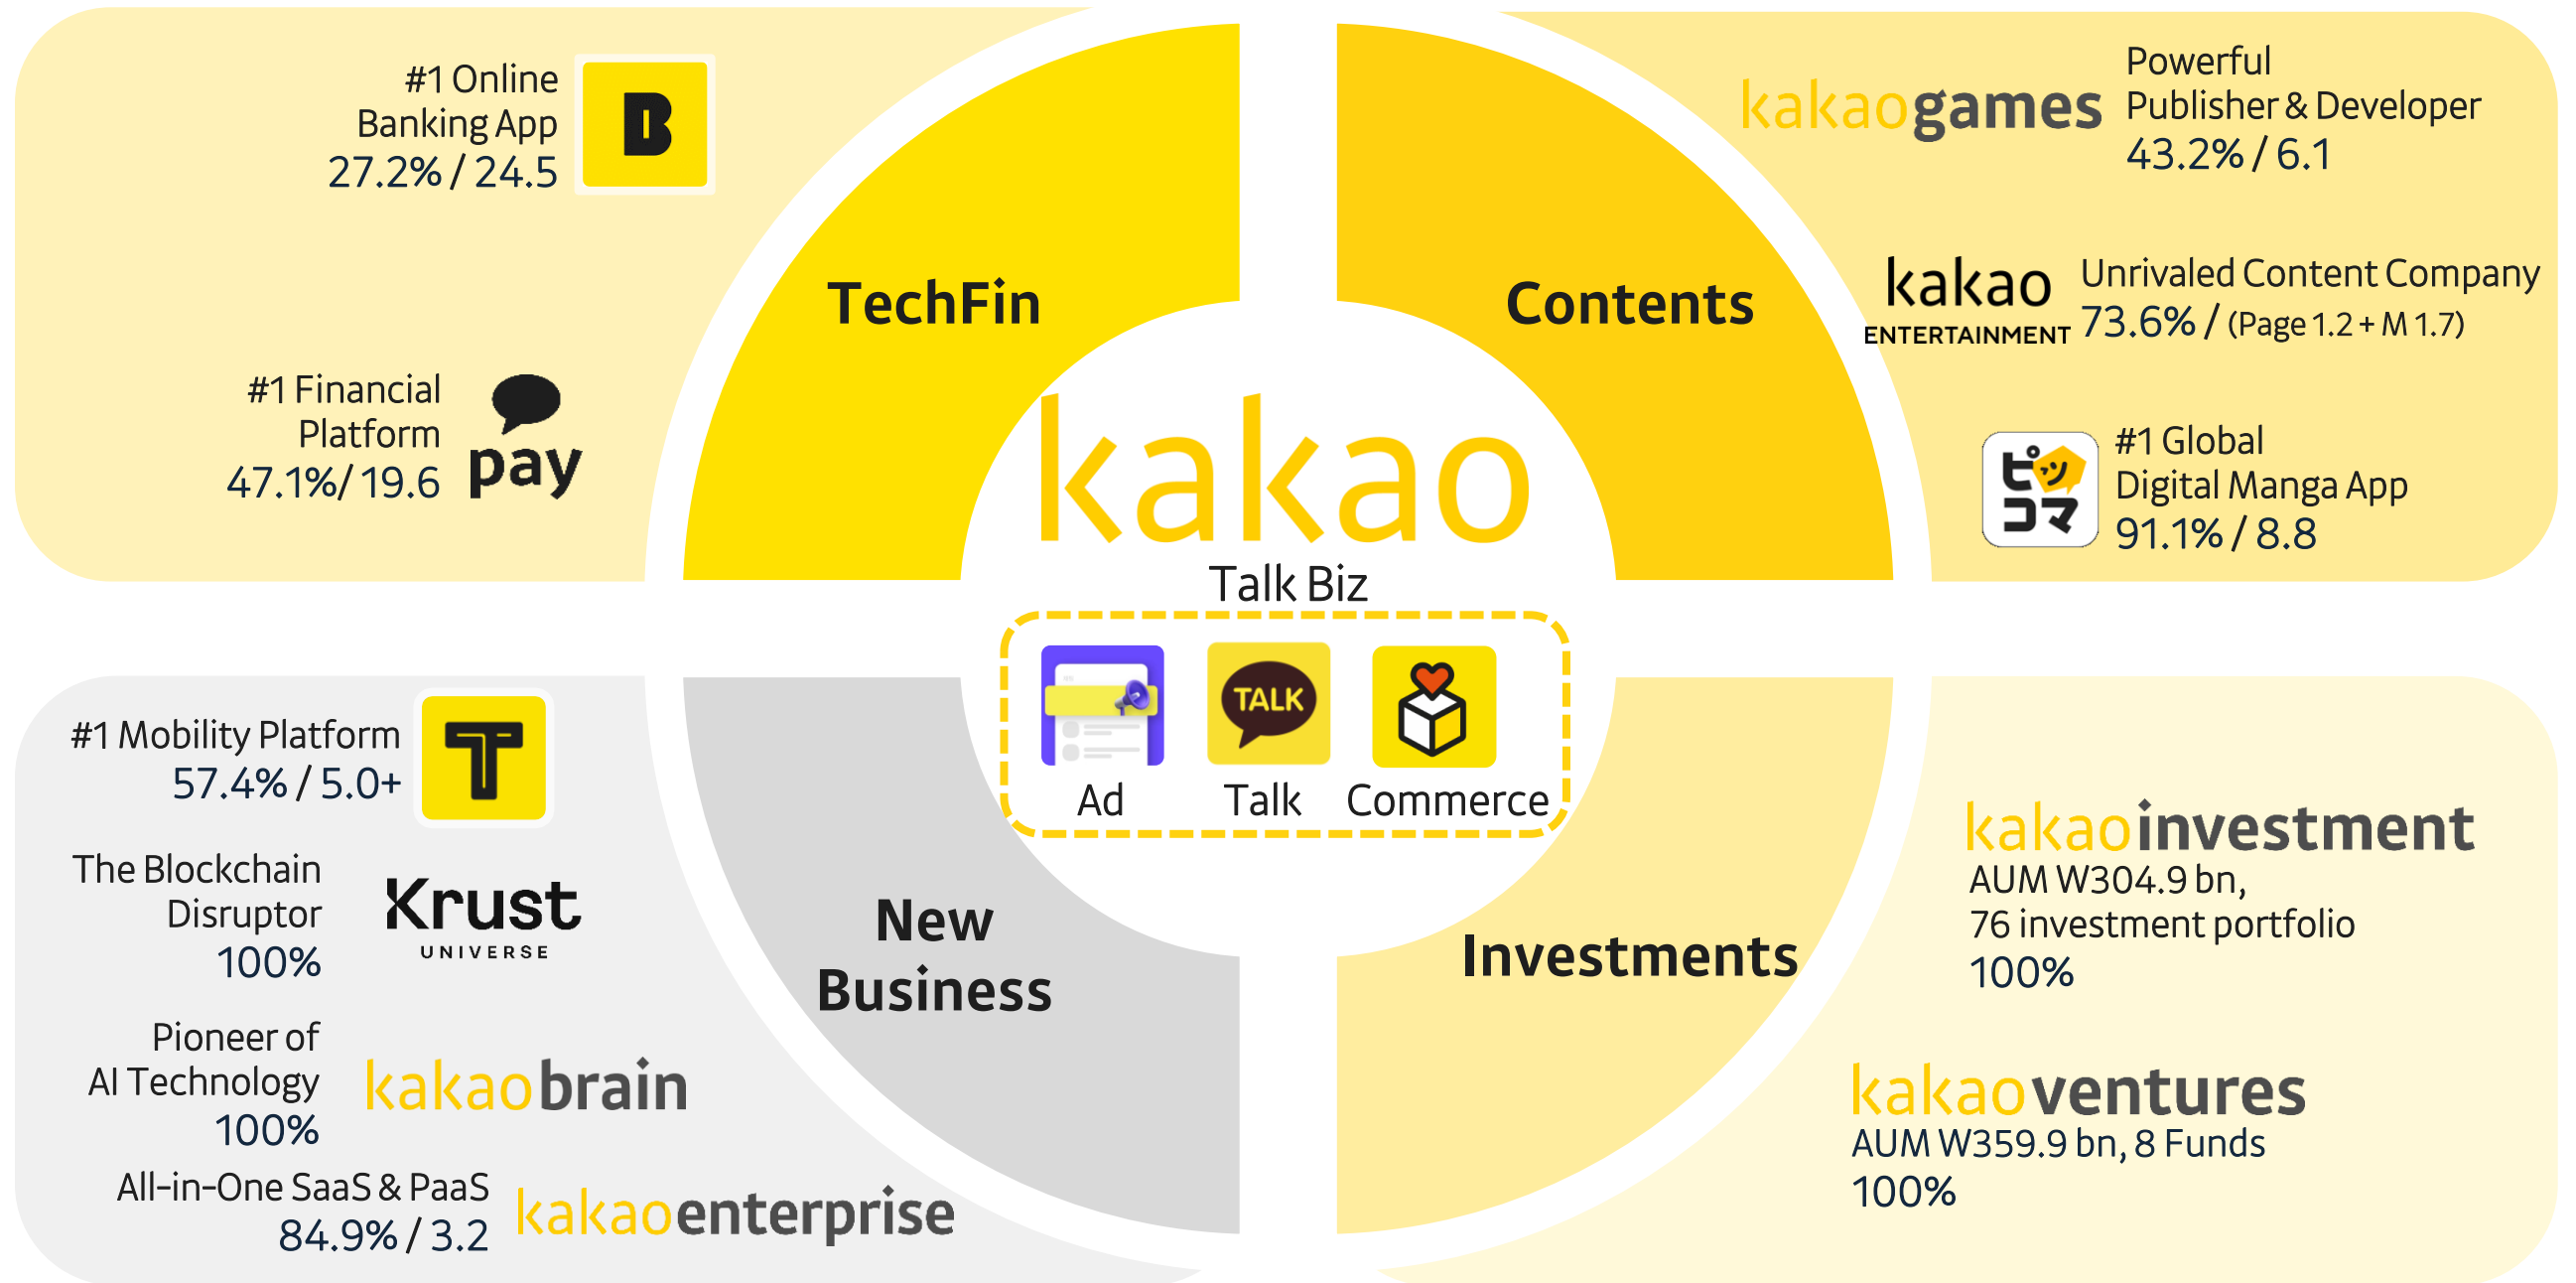 #1 Online
Banking App
27.2% / 24.5
B
#1 Financial
Platform
47.1%/ 19.6
pay
TechFin
Contents
kakaogames
Powerful
Publisher & Developer
43.2% / 6.1
kakao
ENTERTAINMENT
Unrivaled Content Company
73.6% / (Page 1.2 + M 1.7)
ピッ
コマ
#1 Global
Digital Manga App
91.1% / 8.8
kakao
Talk Biz
TALK
Ad
Talk
Commerce
#1 Mobility Platform
57.4% / 5.0+
T
The Blockchain
Disruptor
100%
Krust
UNIVERSE
Pioneer of
AI Technology
100%
kakaobrain
All-in-One SaaS & PaaS
84.9% / 3.2
kakaoenterprise
New
Business
Investments
kakaoinvestment
AUM W304.9 bn,
76 investment portfolio
100%
kakaoventures
AUM W359.9 bn, 8 Funds
100%